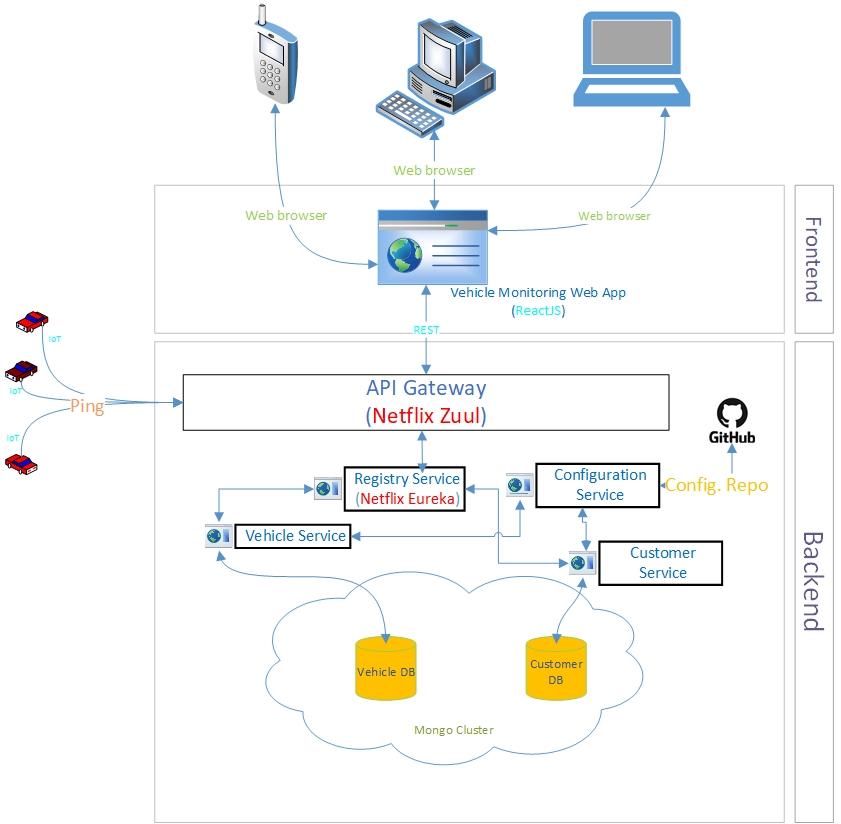 Web browser
Web browser
Web browser
Frontend
Vehicle Monitoring Web App
(ReactJS)
REST
IoT
IoT
IoT
Ping
API Gateway
(Netflix Zuul)
GitHub
Config. Repo
Registry Service
(Netflix Eureka)
Configuration
Service
Vehicle Service
Customer
Service
Backend
Vehicle DB
Customer
DB
Mongo Cluster